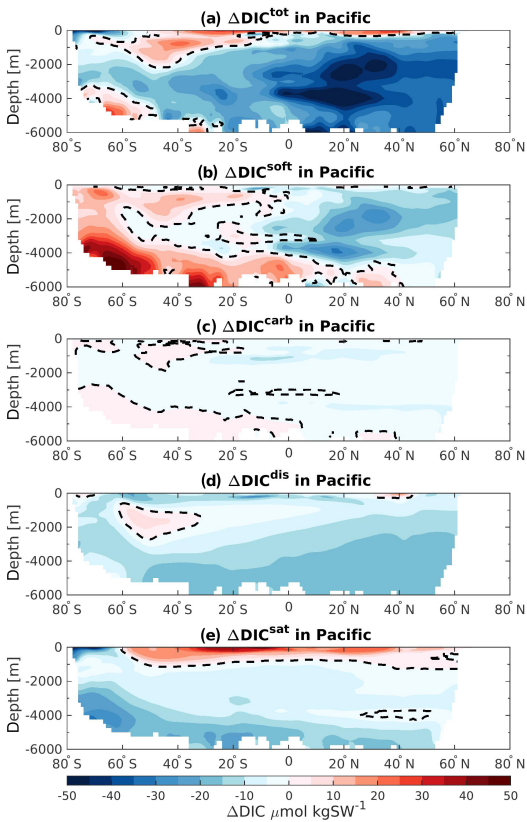 (a) ΔDIC^tot in Pacific
0
-2000
-4000
-6000
Depth [m]
80° S 60° S 40° S 20° S 0 20° N 40° N 60° N 80° N
(b) ΔDIC^soft in Pacific
0
-2000
-4000
-6000
Depth [m]
80° S 60° S 40° S 20° S 0 20° N 40° N 60° N 80° N
(c) ΔDIC^carb in Pacific
0
-2000
-4000
-6000
Depth [m]
80° S 60° S 40° S 20° S 0 20° N 40° N 60° N 80° N
(d) ΔDIC^dis in Pacific
0
-2000
-4000
-6000
Depth [m]
80° S 60° S 40° S 20° S 0 20° N 40° N 60° N 80° N
(e) ΔDIC^sat in Pacific
0
-2000
-4000
-6000
Depth [m]
80° S 60° S 40° S 20° S 0 20° N 40° N 60° N 80° N
-50 -40 -30 -20 -10 0 10 20 30 40 50
ΔDIC μmol kgSW^-1